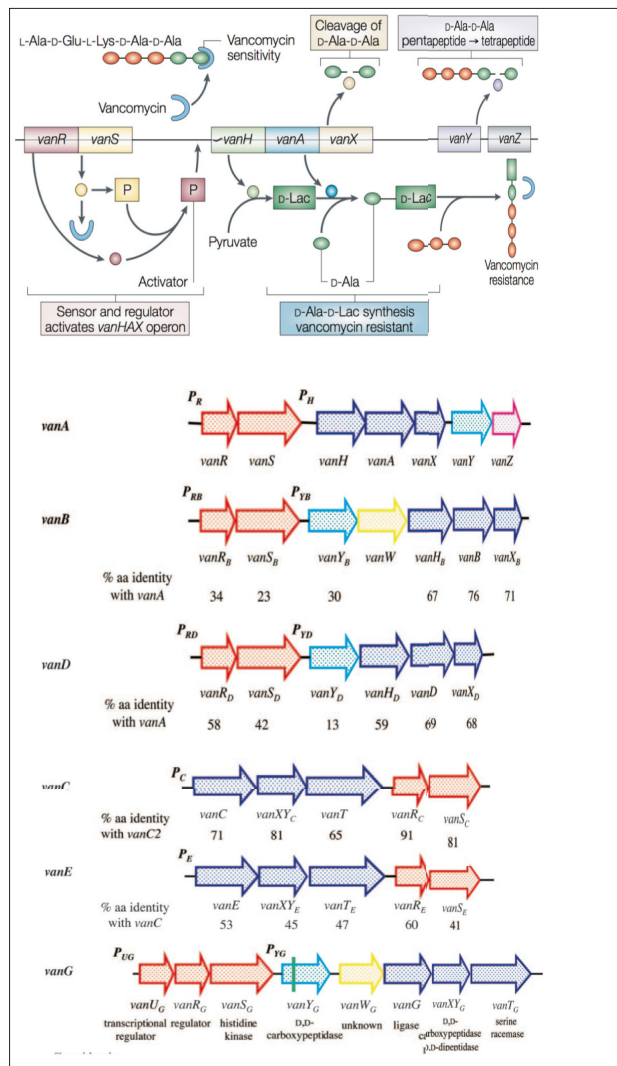 Cleavage of
D-Ala-D-Ala
D-Ala-D-Ala
pentapeptide → tetrapeptide
L-Ala-D-Glu-L-Lys-D-Ala-D-Ala
Vancomycin
sensitivity
Vancomycin
vanR vanS vanH vanA vanX vanY vanZ
P P D-Lac D-Lac
Pyruvate
Activator D-Ala
Vancomycin
resistance
Sensor and regulator
activates vanHAX operon
D-Ala-D-Lac synthesis
vancomycin resistant
PR PH
vanA
vanR vanS vanH vanA vanX vanY vanZ
PRB PYB
vanB
vanRB vanSB vanYB vanW vanHB vanB vanXB
% aa identity
with vanA 34 23 30 67 76 71
PRD PYD
vanD
vanRD vanSD vanYD vanHD vanD vanXD
% aa identity
with vanA 58 42 13 59 69 68
PC
vanC vanXYC vanT vanRC vanSC
% aa identity
with vanC2 71 81 65 91 81
PE
vanE
vanE vanXYE vanTE vanRE vanSE
% aa identity
with vanC 53 45 47 60 41
PUG PYG
vanG
vanUG vanRG vanSG vanYG vanWG vanG vanXYG vanTG
transcriptional
regulator
regulator
histidine
kinase
D,D-
carboxypeptidase
unknown
ligase
D,D-
carboxypeptidase
D,D-dipeptidase
serine
racemase